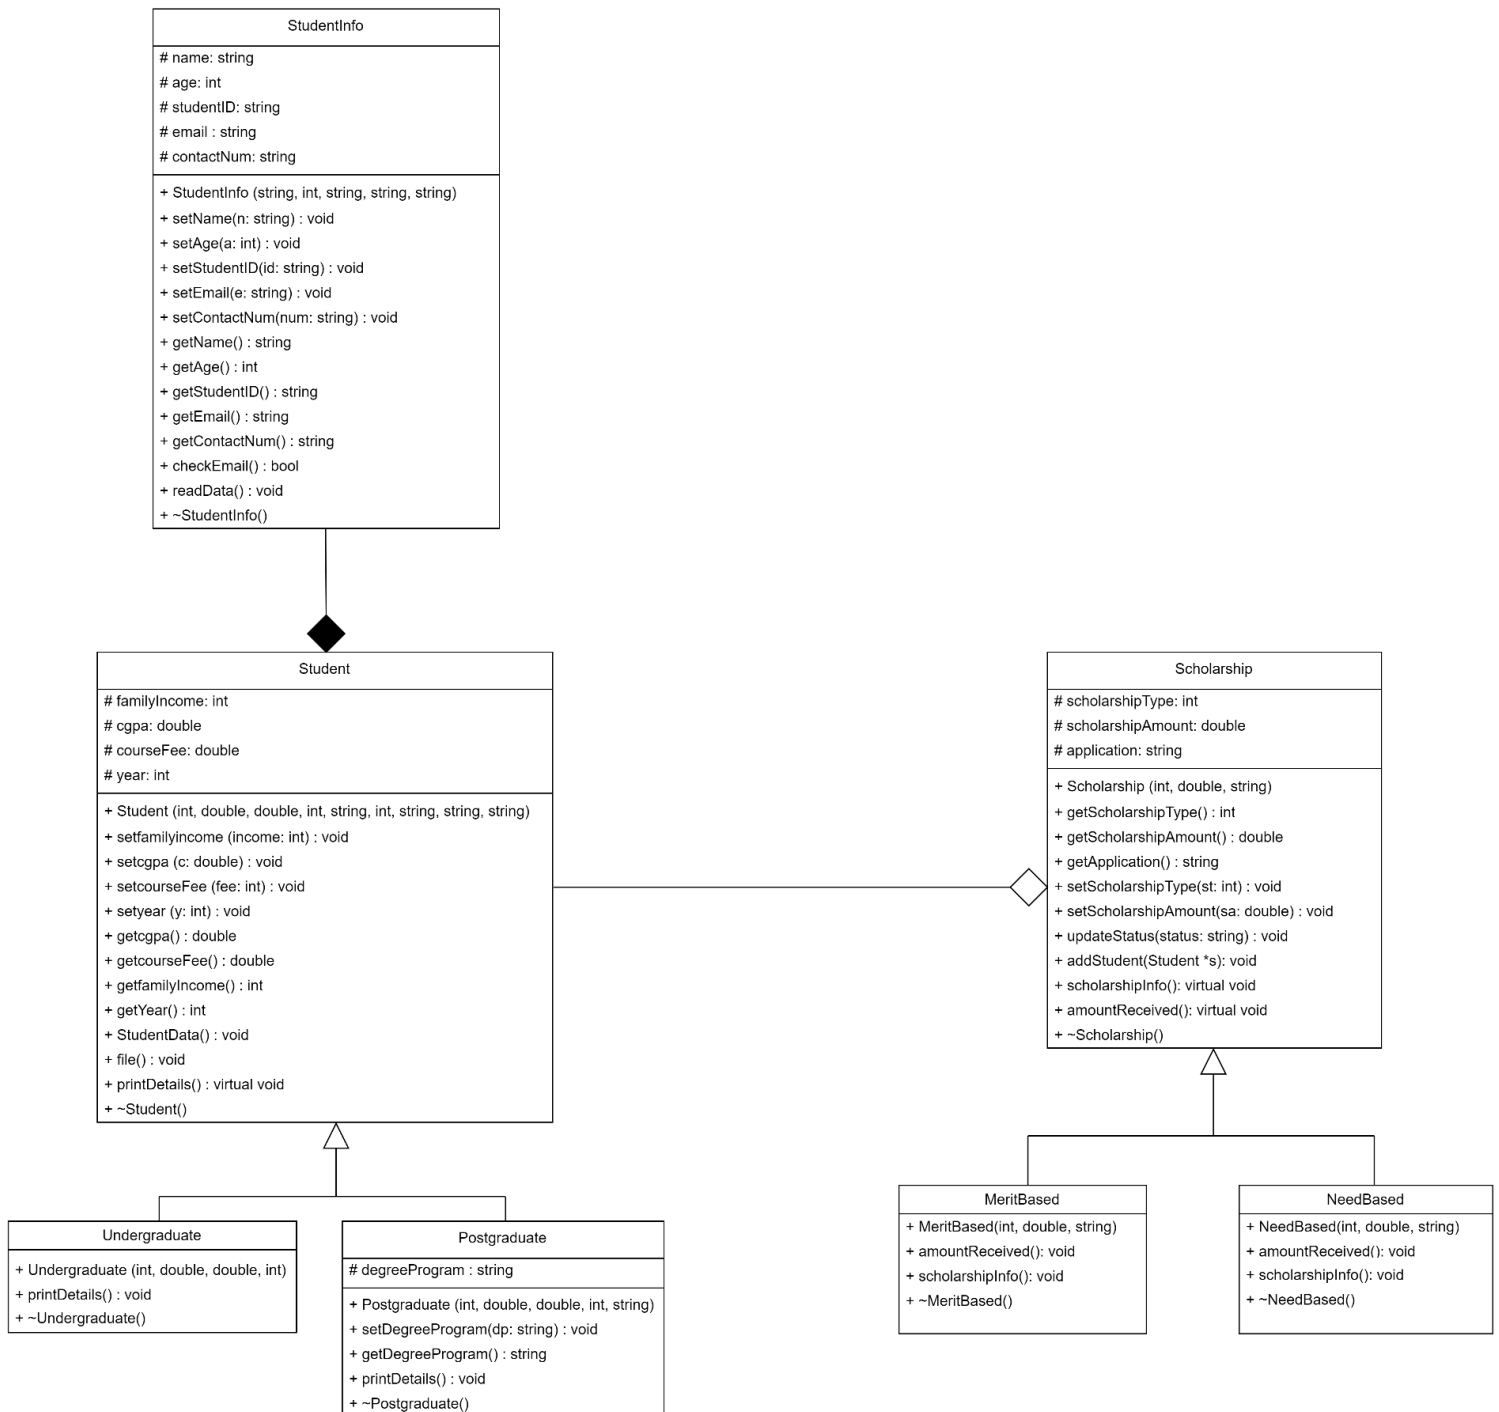 StudentInfo
# name: string
# age: int
# studentID: string
# email : string
# contactNum: string
+ StudentInfo (string, int, string, string, string)
+ setName(n: string) : void
+ setAge(a: int) : void
+ setStudentID(id: string) : void
+ setEmail(e: string) : void
+ setContactNum(num: string) : void
+ getName() : string
+ getAge() : int
+ getStudentID() : string
+ getEmail() : string
+ getContactNum() : string
+ checkEmail() : bool
+ readData() : void
+ ~StudentInfo()
Student
# familyIncome: int
# cgpa: double
# courseFee: double
# year: int
+ Student (int, double, double, int, string, int, string, string, string)
+ setfamilyincome (income: int) : void
+ setcgpa (c: double) : void
+ setcourseFee (fee: int) : void
+ setyear (y: int) : void
+ getcgpa() : double
+ getcourseFee() : double
+ getfamilyIncome() : int
+ getYear() : int
+ StudentData() : void
+ file() : void
+ printDetails() : virtual void
+ ~Student()
Scholarship
# scholarshipType: int
# scholarshipAmount: double
# application: string
+ Scholarship (int, double, string)
+ getScholarshipType() : int
+ getScholarshipAmount() : double
+ getApplication() : string
+ setScholarshipType(st: int) : void
+ setScholarshipAmount(sa: double) : void
+ updateStatus(status: string) : void
+ addStudent(Student *s): void
+ scholarshipInfo(): virtual void
+ amountReceived(): virtual void
+ ~Scholarship()
Undergraduate
+ Undergraduate (int, double, double, int)
+ printDetails() : void
+ ~Undergraduate()
Postgraduate
# degreeProgram : string
+ Postgraduate (int, double, double, int, string)
+ setDegreeProgram(dp: string) : void
+ getDegreeProgram() : string
+ printDetails() : void
+ ~Postgraduate()
MeritBased
+ MeritBased(int, double, string)
+ amountReceived(): void
+ scholarshipInfo(): void
+ ~MeritBased()
NeedBased
+ NeedBased(int, double, string)
+ amountReceived(): void
+ scholarshipInfo(): void
+ ~NeedBased()